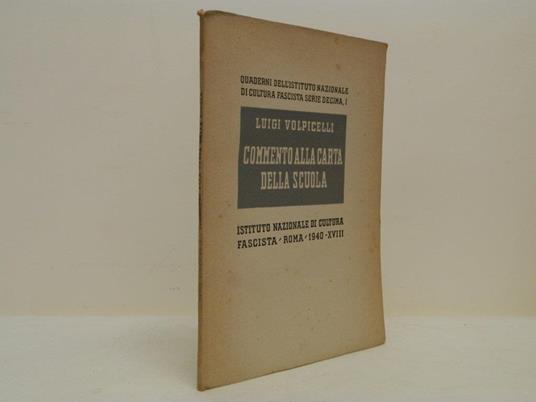 QUADERNI DELL'ISTITUTO NAZIONALE
DI CULTURA FASCISTA SERIE DECIMA, I
LUIGI VOLPICELLI
COMMENTO ALLA CARTA
DELLA SCUOLA
ISTITUTO NAZIONALE DI CULTURA
FASCISTA - ROMA - 1940 - XVIII